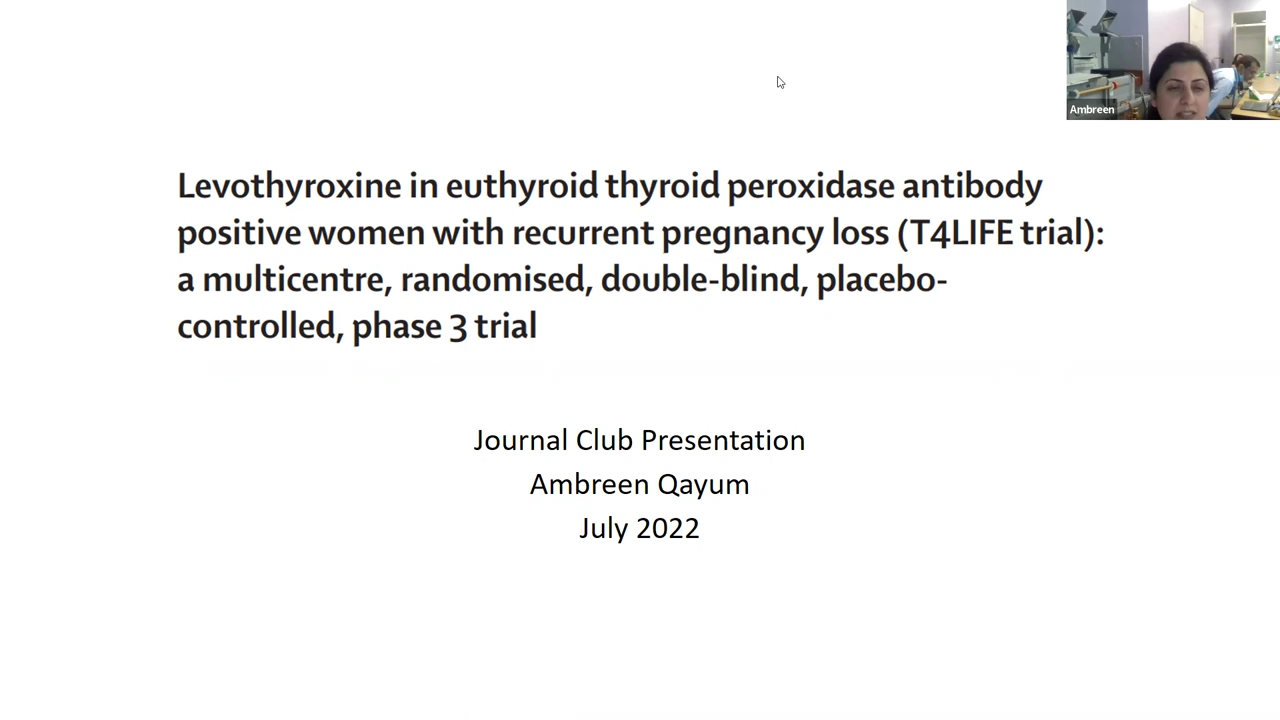 Ambreen
Levothyroxine in euthyroid thyroid peroxidase antibody
positive women with recurrent pregnancy loss (T4LIFE trial):
a multicentre, randomised, double-blind, placebo-
controlled, phase 3 trial
Journal Club Presentation
Ambreen Qayum
July 2022